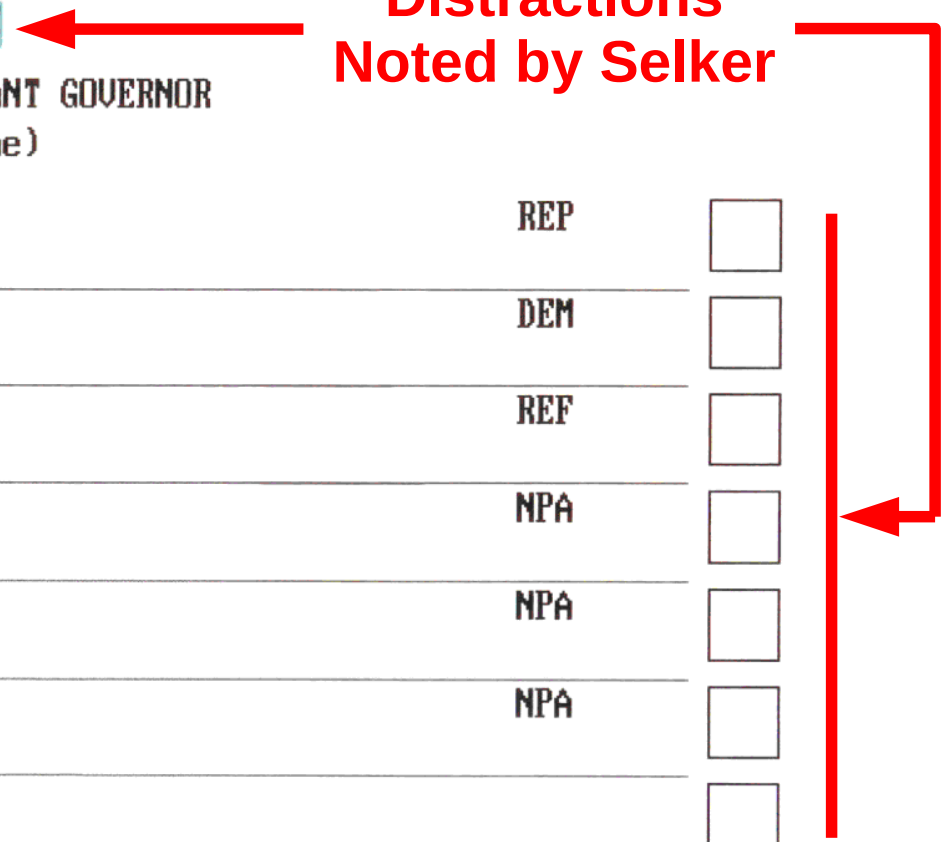 Distractions
Noted by Selker
NT GOVERNOR
e)
REP
DEM
REF
NPA
NPA
NPA